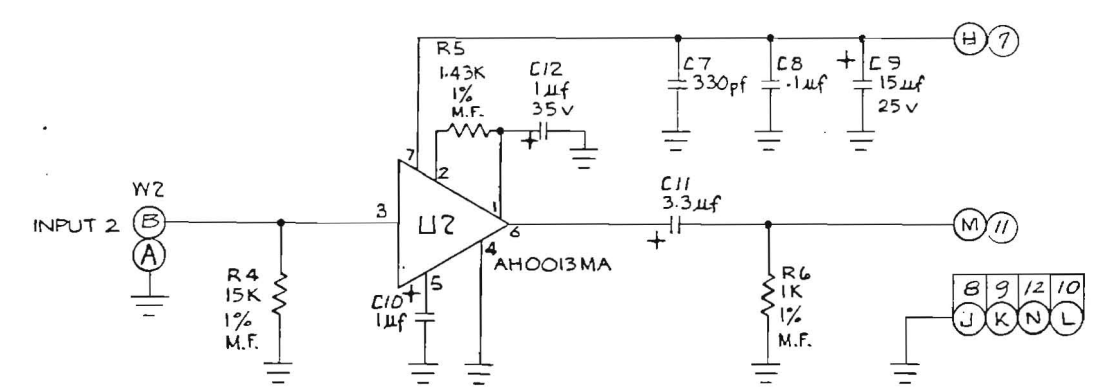 R5
1.43K
1%
M.F.
C12
1µf
35V
+
C7
330pf
C8
.1µf
+
C9
15µf
25V
H 7
W2
INPUT 2 B
A
3
7
2
1
U2
6
4
5
AH0013MA
C10
+
1µf
R4
15K
1%
M.F.
C11
3.3µf
+
M 11
R6
1K
1%
M.F.
8 9 12 10
J K N L